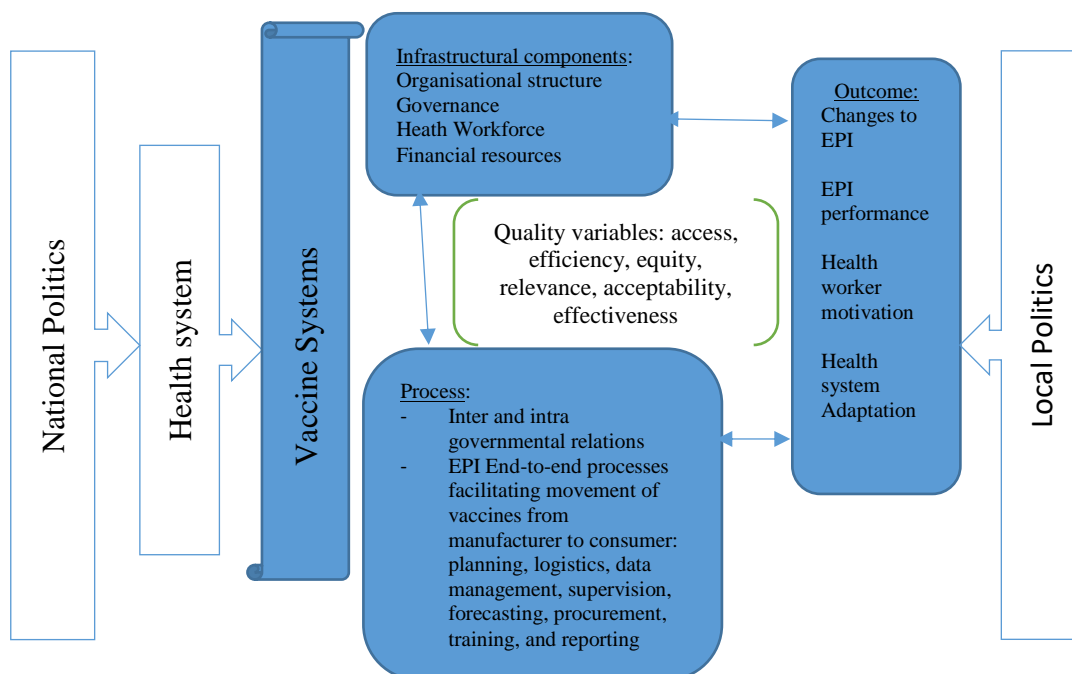 National Politics
Health system
Vaccine Systems
Infrastructural components:
Organisational structure
Governance
Heath Workforce
Financial resources
Quality variables: access,
efficiency, equity,
relevance, acceptability,
effectiveness
Process:
- Inter and intra
governmental relations
- EPI End-to-end processes
facilitating movement of
vaccines from
manufacturer to consumer:
planning, logistics, data
management, supervision,
forecasting, procurement,
training, and reporting
Outcome:
Changes to
EPI
EPI
performance
Health
worker
motivation
Health
system
Adaptation
Local Politics